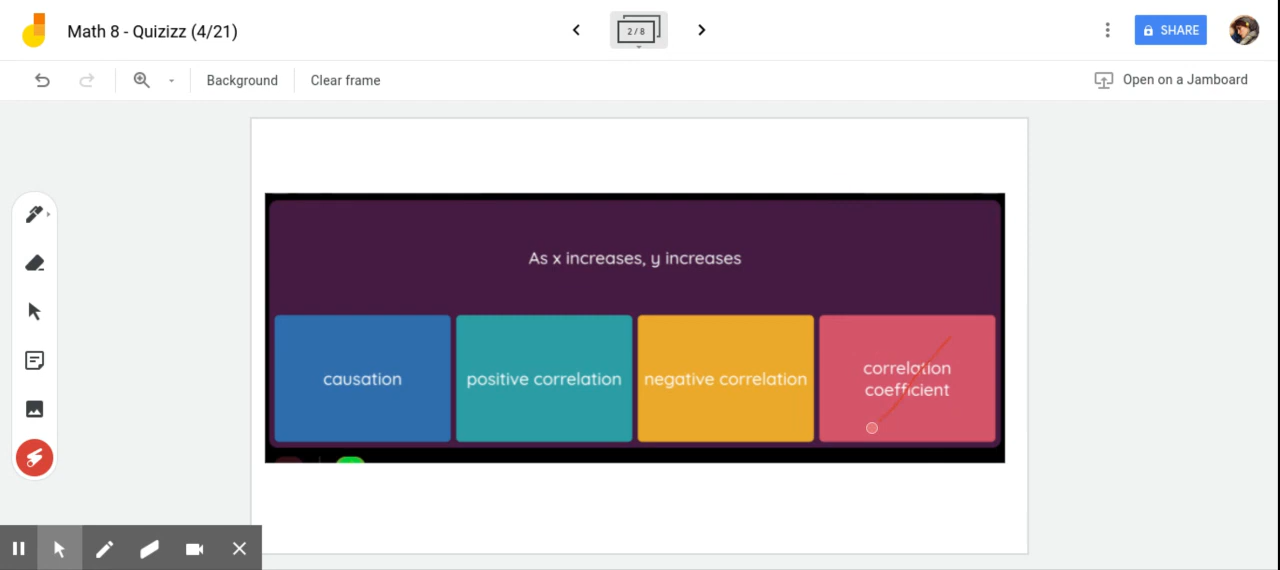 Math 8 - Quizizz (4/21)
2 / 8
SHARE
Background
Clear frame
Open on a Jamboard
As x increases, y increases
causation
positive correlation
negative correlation
correlation
coefficient